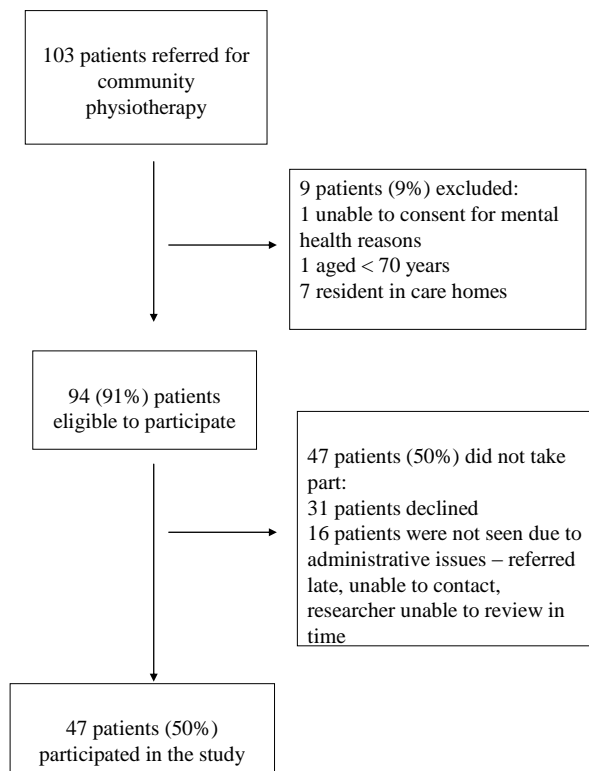 103 patients referred for
community
physiotherapy
9 patients (9%) excluded:
1 unable to consent for mental
health reasons
1 aged < 70 years
7 resident in care homes
94 (91%) patients
eligible to participate
47 patients (50%) did not take
part:
31 patients declined
16 patients were not seen due to
administrative issues – referred
late, unable to contact,
researcher unable to review in
time
47 patients (50%)
participated in the study